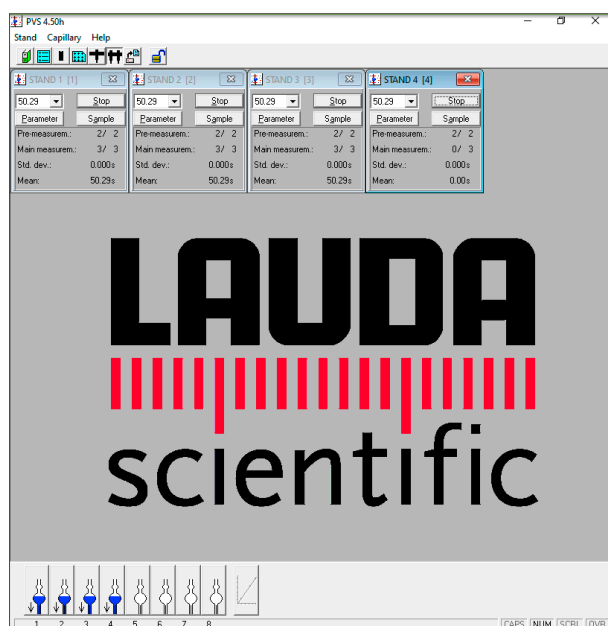 PVS 4.50h
Stand Capillary Help
STAND 1 [1]
50.29 Stop
Parameter Sample
Pre-measurem.: 2/ 2
Main measurem.: 3/ 3
Std. dev.: 0.000s
Mean: 50.29s
STAND 2 [2]
50.29 Stop
Parameter Sample
Pre-measurem.: 2/ 2
Main measurem.: 3/ 3
Std. dev.: 0.000s
Mean: 50.29s
STAND 3 [3]
50.29 Stop
Parameter Sample
Pre-measurem.: 2/ 2
Main measurem.: 3/ 3
Std. dev.: 0.000s
Mean: 50.29s
STAND 4 [4]
50.29 Stop
Parameter Sample
Pre-measurem.: 2/ 2
Main measurem.: 0/ 3
Std. dev.: 0.000s
Mean: 0.00s
LAUDA
scientific
1 2 3 4 5 6 7 8
CAPS NUM SCRL OVR